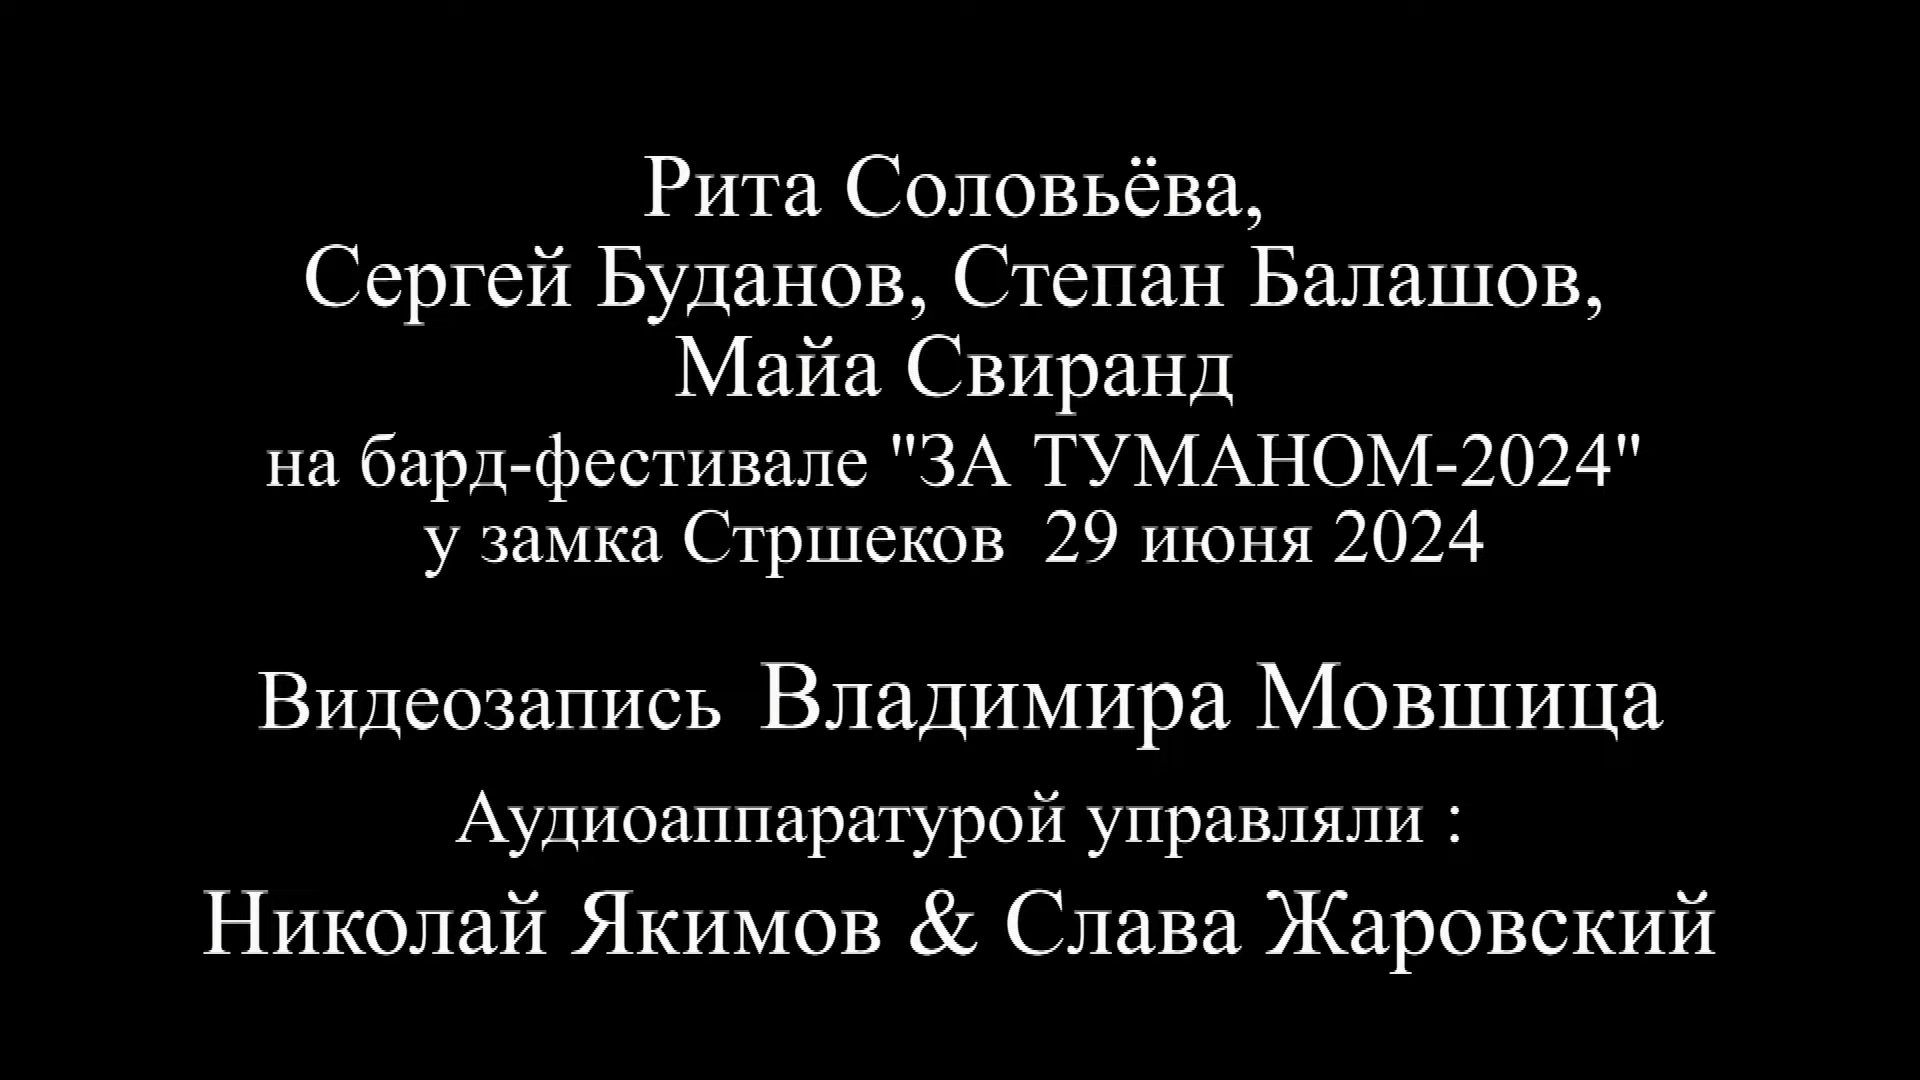 Рита Соловьёва,
Сергей Буданов, Степан Балашов,
Майа Свиранд
на бард-фестивале "ЗА ТУМАНОМ-2024"
у замка Стршеков  29 июня 2024
Видеозапись  Владимира Мовшица
Аудиоаппаратурой управляли :
Николай Якимов & Слава Жаровский